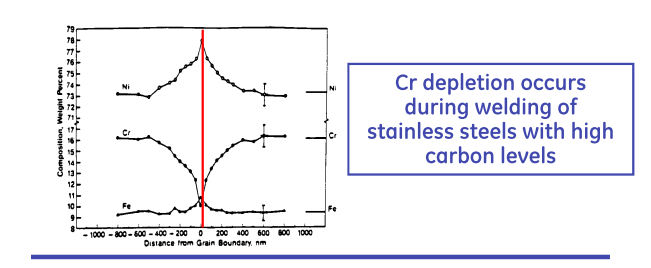 79
78
77
76
75
74
73
72
71
17
16
15
14
13
12
11
10
9
8
Composition, Weight Percent
Ni
Cr
Fe
Ni
Cr
Fe
-1000 -800 -600 -400 -200 0 200 400 600 800 1000
Distance from Grain Boundary, nm
Cr depletion occurs
during welding of
stainless steels with high
carbon levels